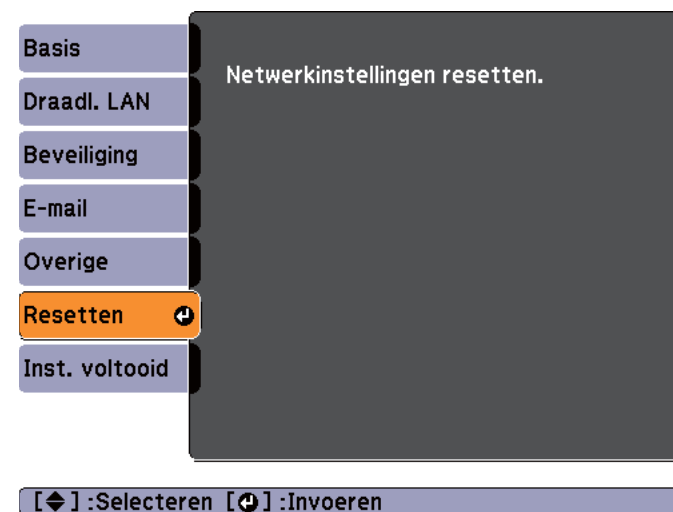 Basis
Netwerkinstellingen resetten.
Draadl. LAN
Beveiliging
E-mail
Overige
Resetten
Inst. voltooid
[◆] :Selecteren [⏎] :Invoeren